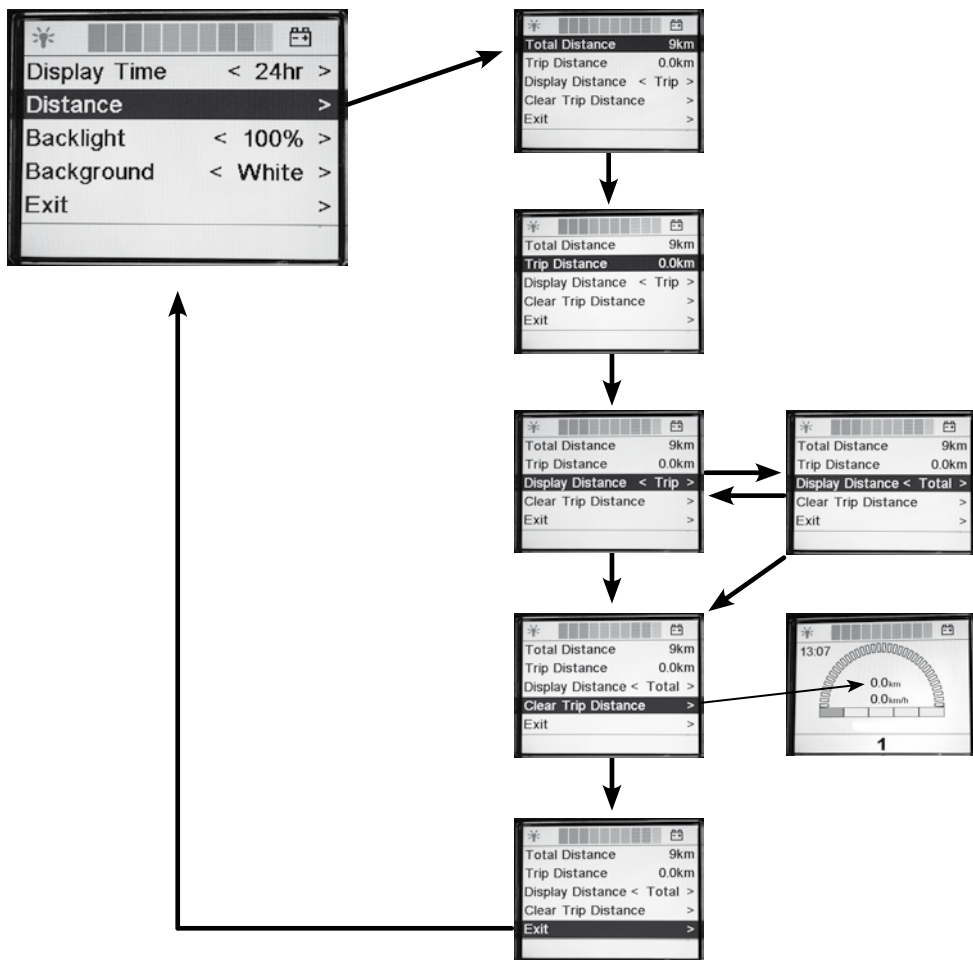 Display Time < 24hr >
Distance >
Backlight < 100% >
Background < White >
Exit >
Total Distance 9km
Trip Distance 0.0km
Display Distance < Trip >
Clear Trip Distance >
Exit >
Total Distance 9km
Trip Distance 0.0km
Display Distance < Trip >
Clear Trip Distance >
Exit >
Total Distance 9km
Trip Distance 0.0km
Display Distance < Trip >
Clear Trip Distance >
Exit >
Total Distance 9km
Trip Distance 0.0km
Display Distance < Total >
Clear Trip Distance >
Exit >
Total Distance 9km
Trip Distance 0.0km
Display Distance < Total >
Clear Trip Distance >
Exit >
13:07
0.0km
0.0km/h
1
Total Distance 9km
Trip Distance 0.0km
Display Distance < Total >
Clear Trip Distance >
Exit >